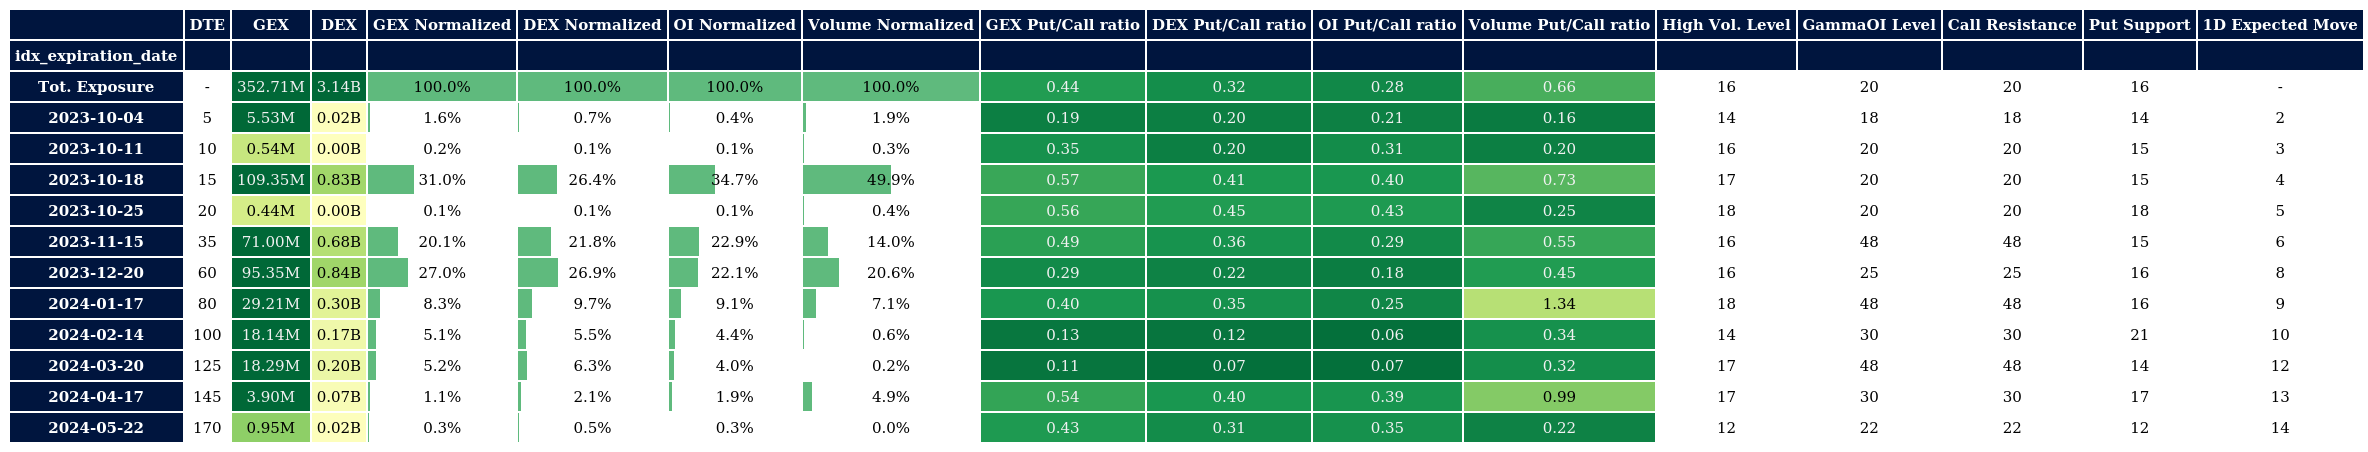 DTE GEX DEX GEX Normalized DEX Normalized OI Normalized Volume Normalized GEX Put/Call ratio DEX Put/Call ratio OI Put/Call ratio Volume Put/Call ratio High Vol. Level GammaOI Level Call Resistance Put Support 1D Expected Move
idx_expiration_date
Tot. Exposure - 352.71M 3.14B 100.0% 100.0% 100.0% 100.0% 0.44 0.32 0.28 0.66 16 20 20 16 -
2023-10-04 5 5.53M 0.02B 1.6% 0.7% 0.4% 1.9% 0.19 0.20 0.21 0.16 14 18 18 14 2
2023-10-11 10 0.54M 0.00B 0.2% 0.1% 0.1% 0.3% 0.35 0.20 0.31 0.20 16 20 20 15 3
2023-10-18 15 109.35M 0.83B 31.0% 26.4% 34.7% 49.9% 0.57 0.41 0.40 0.73 17 20 20 15 4
2023-10-25 20 0.44M 0.00B 0.1% 0.1% 0.1% 0.4% 0.56 0.45 0.43 0.25 18 20 20 18 5
2023-11-15 35 71.00M 0.68B 20.1% 21.8% 22.9% 14.0% 0.49 0.36 0.29 0.55 16 48 48 15 6
2023-12-20 60 95.35M 0.84B 27.0% 26.9% 22.1% 20.6% 0.29 0.22 0.18 0.45 16 25 25 16 8
2024-01-17 80 29.21M 0.30B 8.3% 9.7% 9.1% 7.1% 0.40 0.35 0.25 1.34 18 48 48 16 9
2024-02-14 100 18.14M 0.17B 5.1% 5.5% 4.4% 0.6% 0.13 0.12 0.06 0.34 14 30 30 21 10
2024-03-20 125 18.29M 0.20B 5.2% 6.3% 4.0% 0.2% 0.11 0.07 0.07 0.32 17 48 48 14 12
2024-04-17 145 3.90M 0.07B 1.1% 2.1% 1.9% 4.9% 0.54 0.40 0.39 0.99 17 30 30 17 13
2024-05-22 170 0.95M 0.02B 0.3% 0.5% 0.3% 0.0% 0.43 0.31 0.35 0.22 12 22 22 12 14